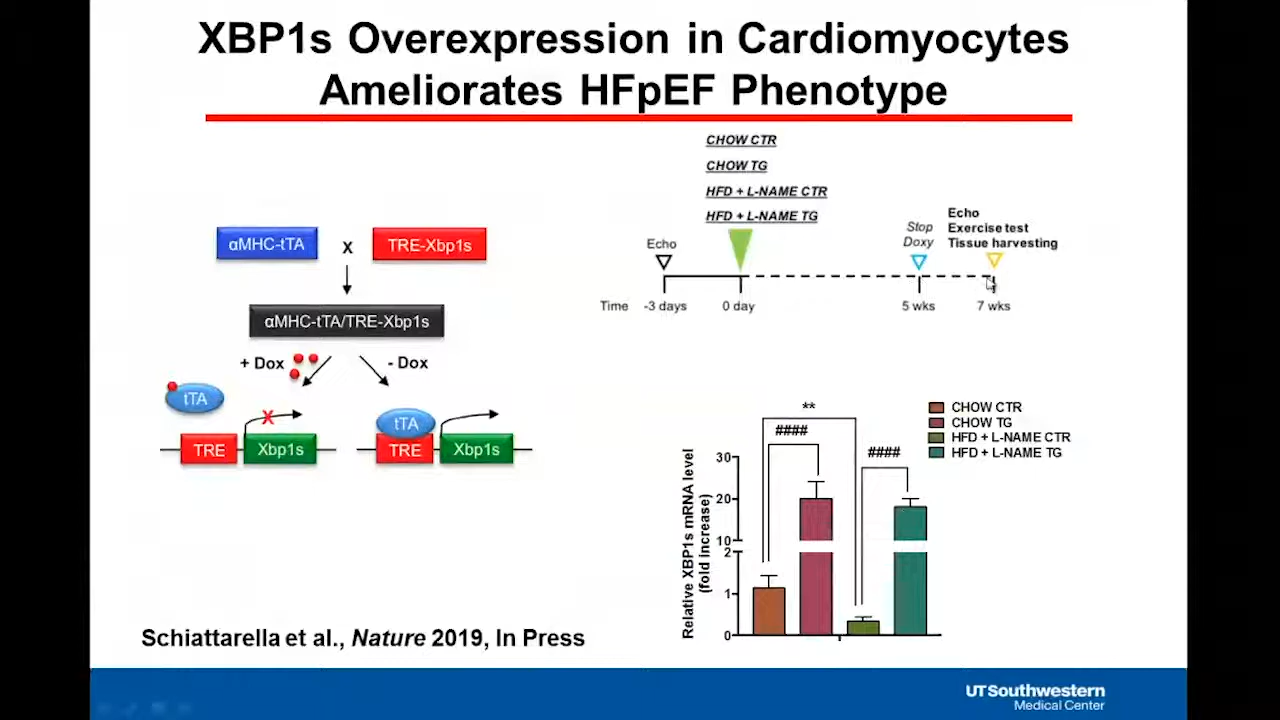 XBP1s Overexpression in Cardiomyocytes
Ameliorates HFpEF Phenotype
αMHC-tTA
X
TRE-Xbp1s
αMHC-tTA/TRE-Xbp1s
+ Dox
- Dox
tTA
X
TRE
Xbp1s
tTA
TRE
Xbp1s
CHOW CTR
CHOW TG
HFD + L-NAME CTR
HFD + L-NAME TG
Echo
Stop
Doxy
Echo
Exercise test
Tissue harvesting
Time
-3 days
0 day
5 wks
7 wks
**
####
####
Relative XBP1s mRNA level
(fold increase)
30
20
10
2
1
0
CHOW CTR
CHOW TG
HFD + L-NAME CTR
HFD + L-NAME TG
Schiattarella et al., Nature 2019, In Press
UT Southwestern
Medical Center